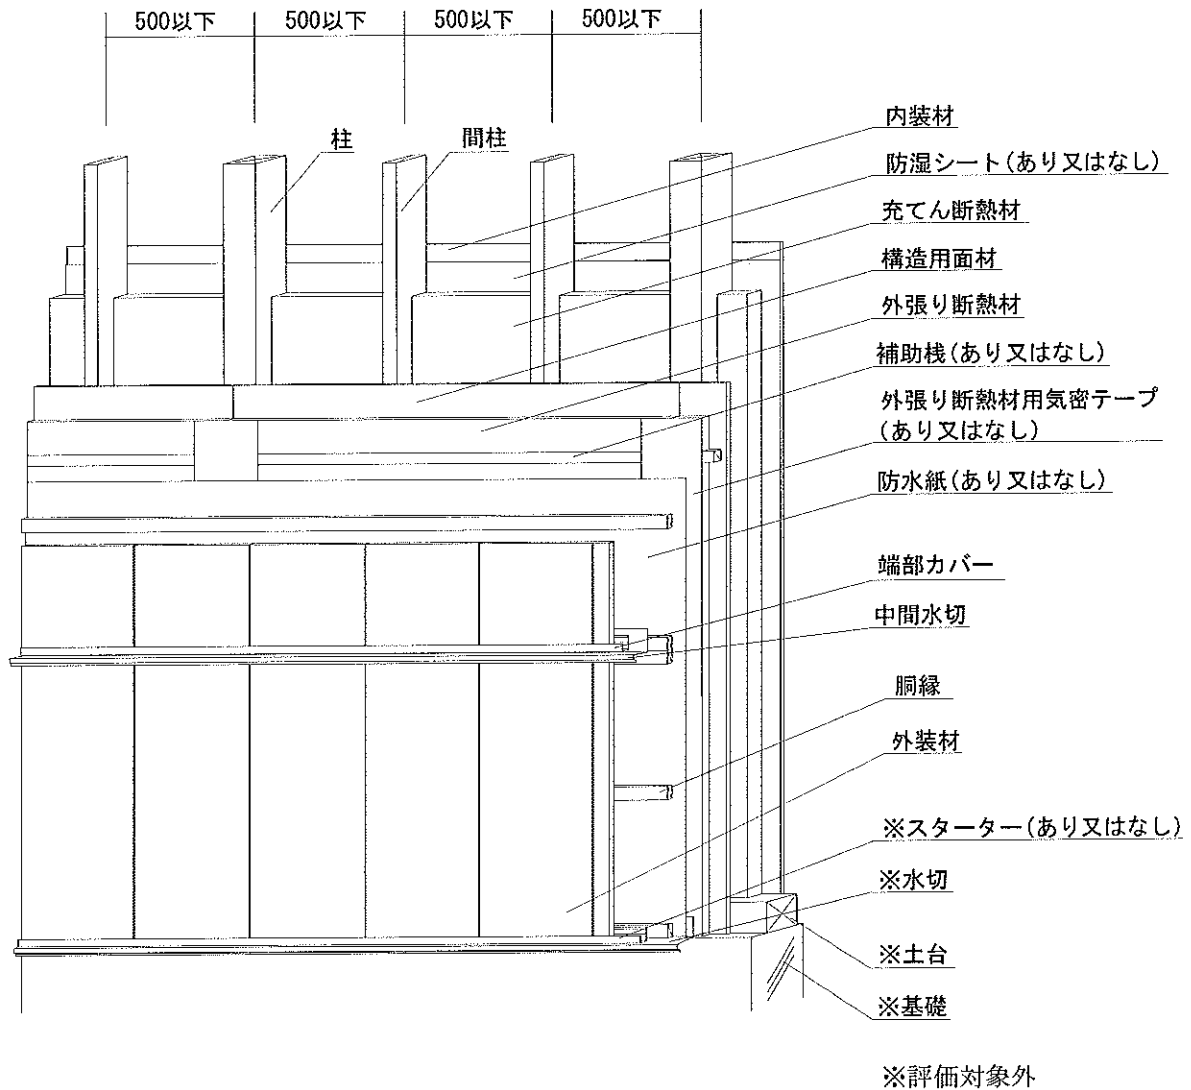 500以下 500以下 500以下 500以下
柱
間柱
内装材
防湿シート(あり又はなし)
充てん断熱材
構造用面材
外張り断熱材
補助桟(あり又はなし)
外張り断熱材用気密テープ
(あり又はなし)
防水紙(あり又はなし)
端部カバー
中間水切
胴縁
外装材
※スターター(あり又はなし)
※水切
※土台
※基礎
※評価対象外